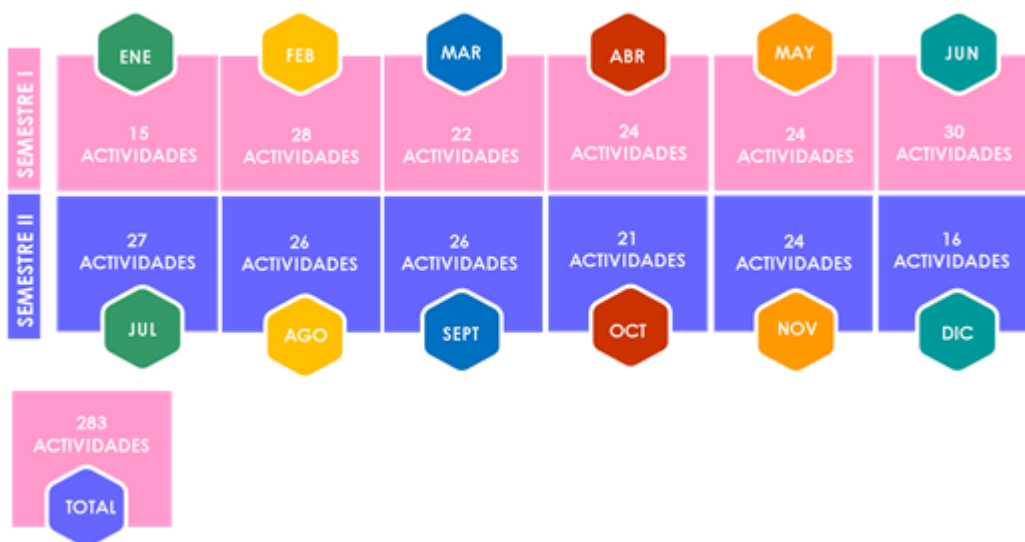 SEMESTRE I
ENE
FEB
MAR
ABR
MAY
JUN
15
ACTIVIDADES
28
ACTIVIDADES
22
ACTIVIDADES
24
ACTIVIDADES
24
ACTIVIDADES
30
ACTIVIDADES
SEMESTRE II
27
ACTIVIDADES
26
ACTIVIDADES
26
ACTIVIDADES
21
ACTIVIDADES
24
ACTIVIDADES
16
ACTIVIDADES
JUL
AGO
SEPT
OCT
NOV
DIC
283
ACTIVIDADES
TOTAL